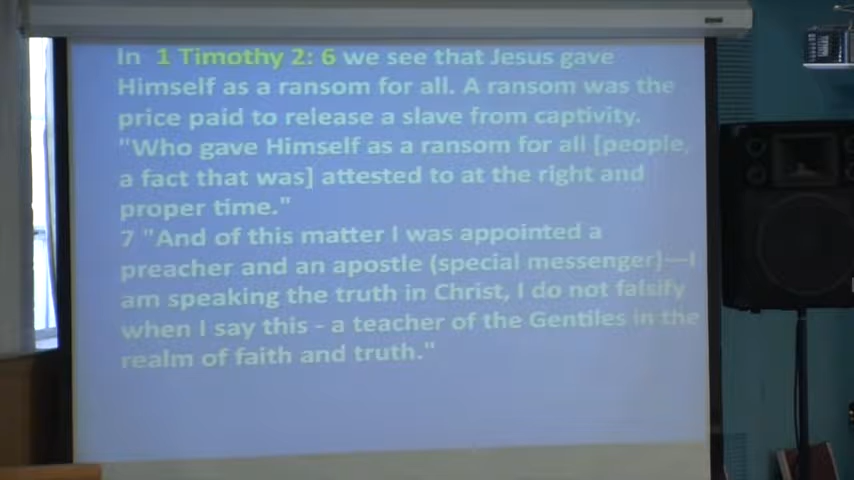 In 1 Timothy 2: 6 we see that Jesus gave
Himself as a ransom for all. A ransom was the
price paid to release a slave from captivity.
"Who gave Himself as a ransom for all [people,
a fact that was] attested to at the right and
proper time."
7 "And of this matter I was appointed a
preacher and an apostle (special messenger)—I
am speaking the truth in Christ, I do not falsify
when I say this - a teacher of the Gentiles in the
realm of faith and truth."